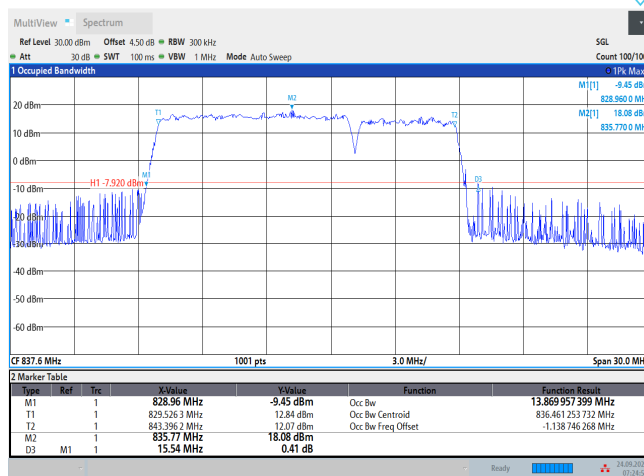 MultiView Spectrum
Ref Level 30.00 dBm Offset 4.50 dB RBW 300 kHz SGL
Att 30 dB SWT 100 ms VBW 1 MHz Mode Auto Sweep Count 100/100
1 Occupied Bandwidth 1Pk Max
M1[1] -9.45 dB
828.960 0 MH
M2[1] 18.08 dB
835.770 0 MH
20 dBm
10 dBm
0 dBm
-10 dBm
-20 dBm
-30 dBm
-40 dBm
-50 dBm
-60 dBm
T1
M2
T2
M1
H1 -7.920 dBm
D3
CF 837.6 MHz 1001 pts 3.0 MHz/ Span 30.0 MH
2 Marker Table
Type Ref Trc X-Value Y-Value Function Function Result
M1 1 828.96 MHz -9.45 dBm Occ Bw 13.869 957 399 MHz
T1 1 829.526 3 MHz 12.84 dBm Occ Bw Centroid 836.461 253 732 MHz
T2 1 843.396 2 MHz 12.07 dBm Occ Bw Freq Offset -1.138 746 268 MHz
M2 1 835.77 MHz 18.08 dBm
D3 M1 1 15.54 MHz 0.41 dB
Ready